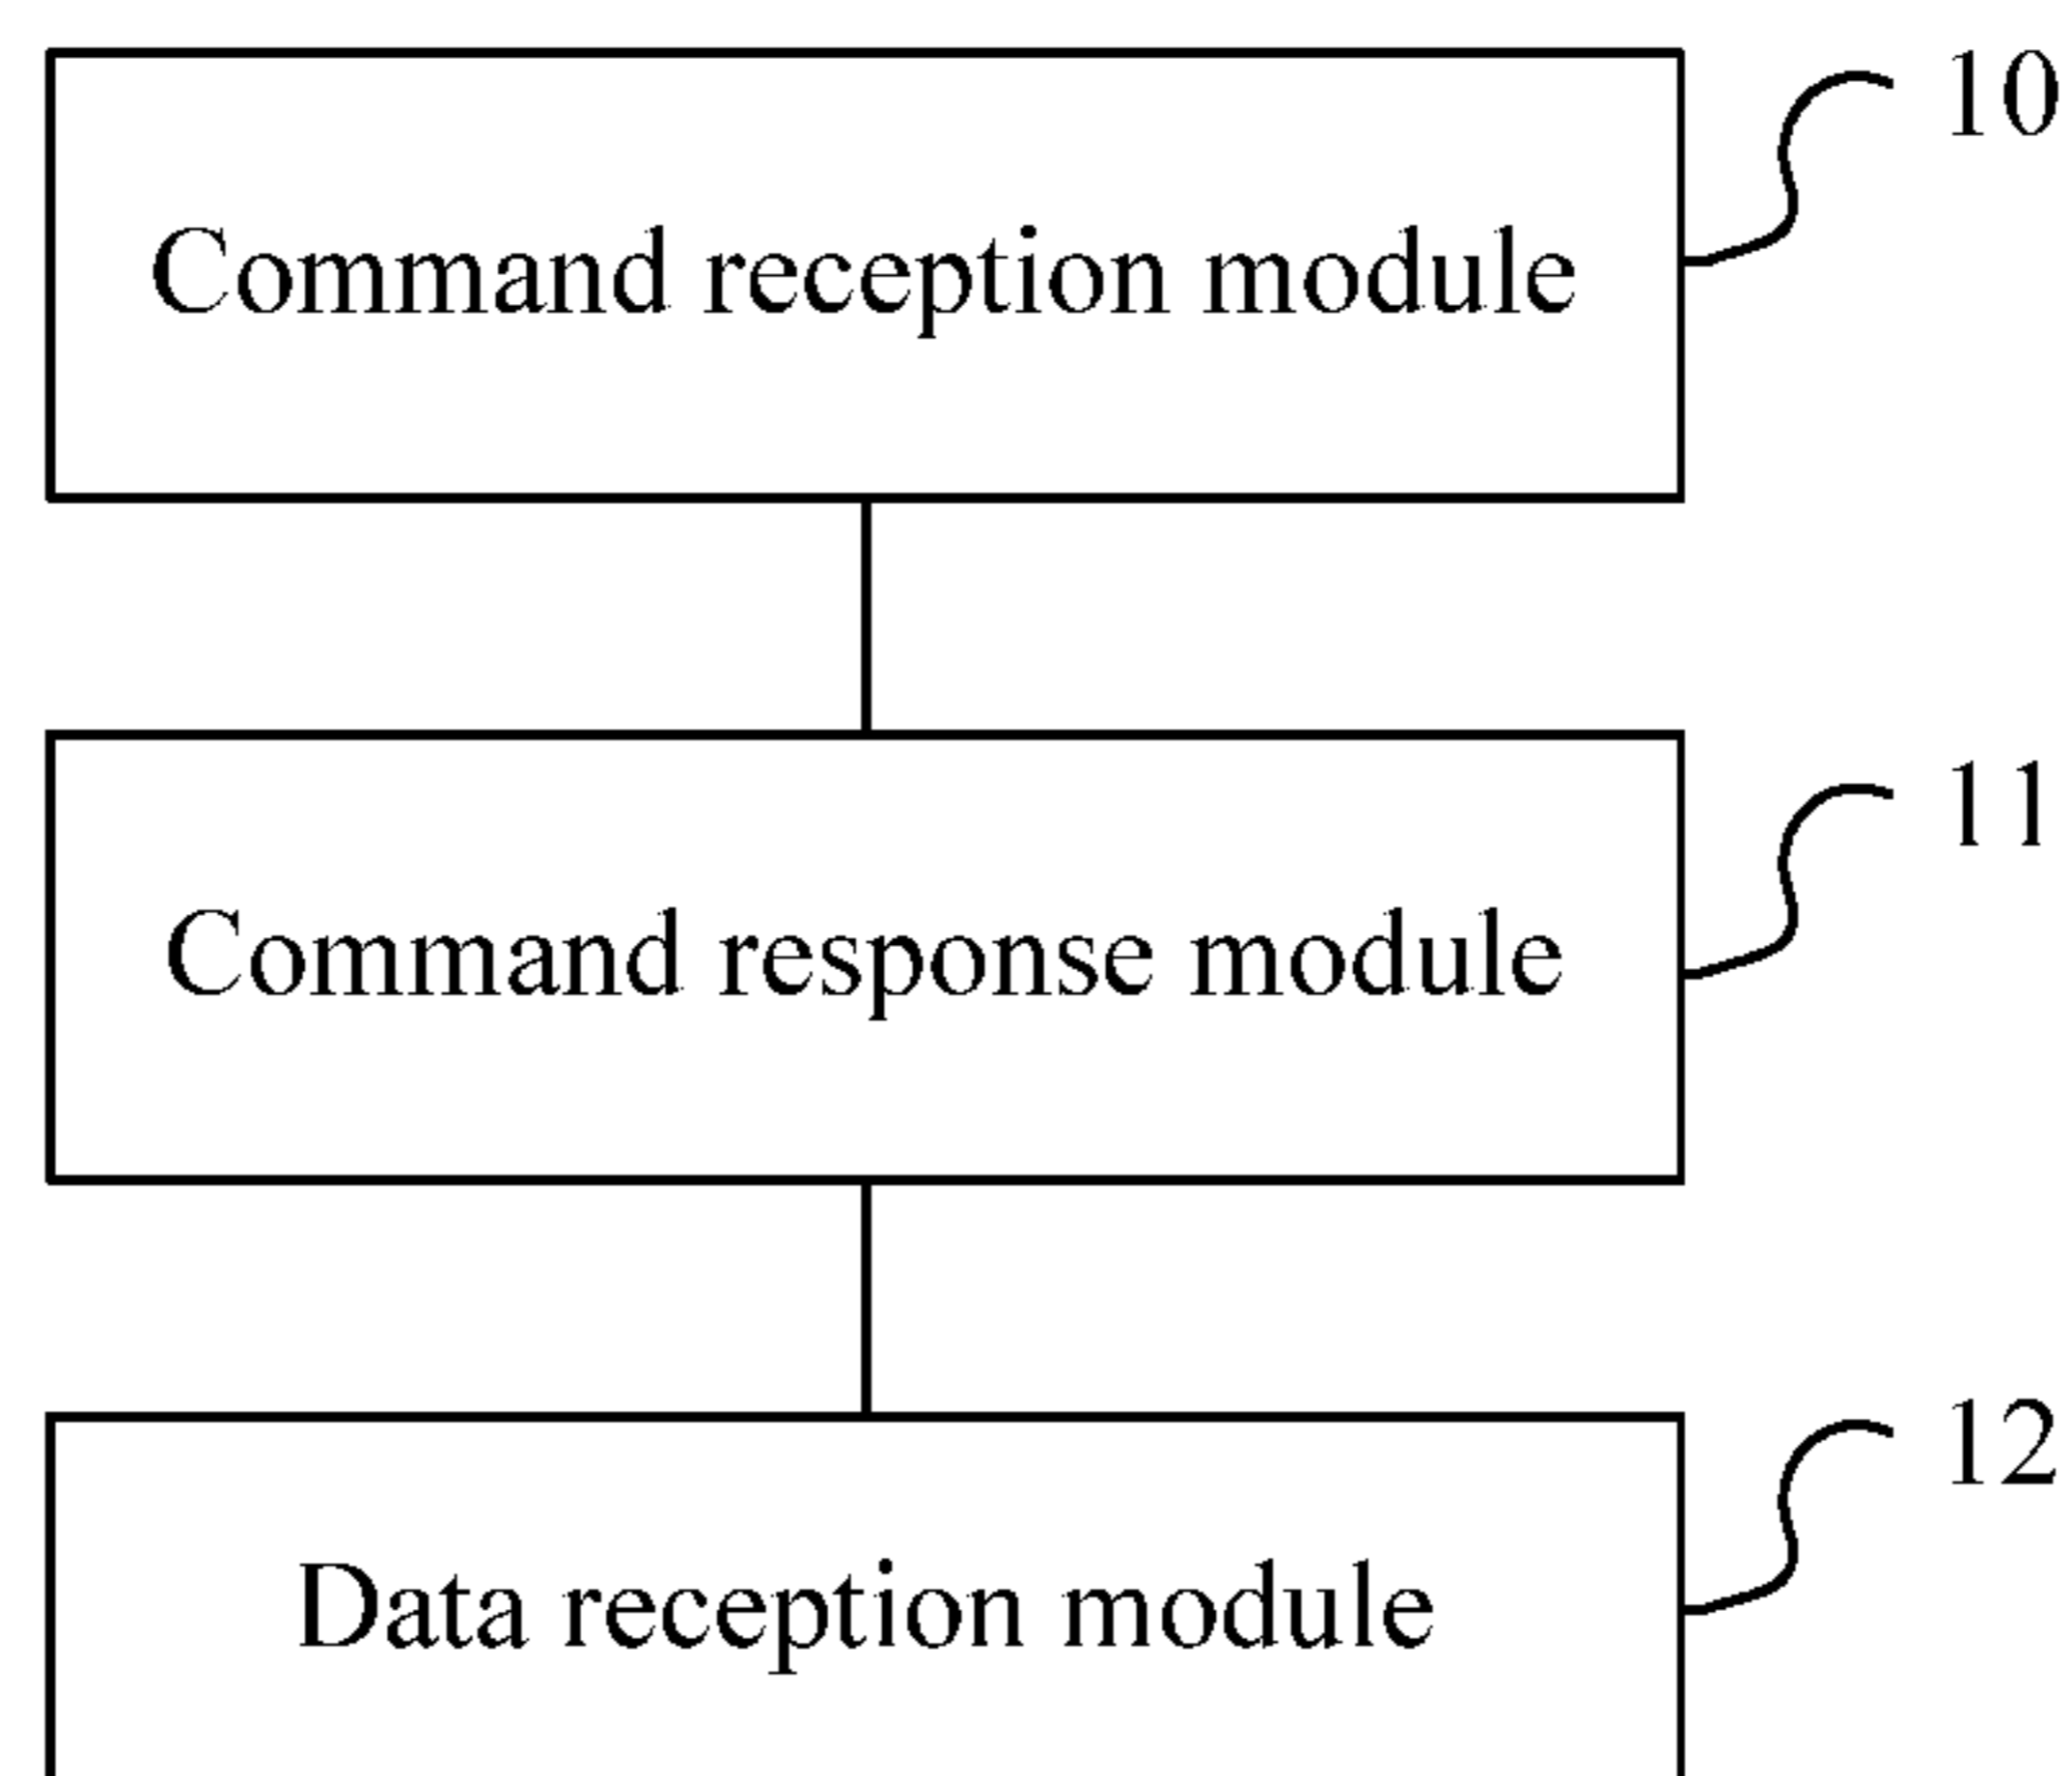 10
Command reception module
11
Command response module
12
Data reception module